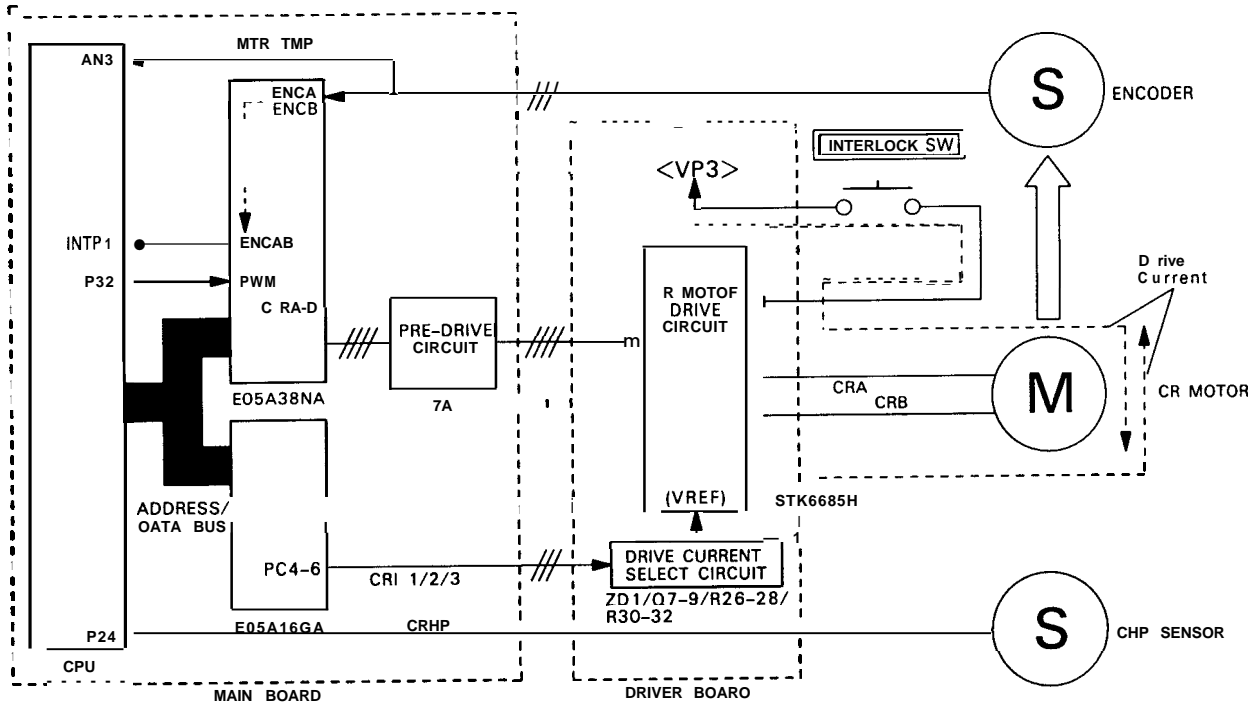 MTR TMP
AN3
ENCA
ENCB
ENCODER
S
INTERLOCK SW
<VP3>
INTP1
ENCAB
P32
PWM
C RA-D
D rive
Current
R MOTOF
DRIVE
CIRCUIT
PRE-DRIVE
CIRCUIT
m
7A
E05A38NA
CRA
CRB
M
CR MOTOR
(VREF)
STK6685H
ADDRESS/
OATA BUS
PC4-6
CRI 1/2/3
DRIVE CURRENT
SELECT CIRCUIT
1
ZD1/Q7-9/R26-28/
R30-32
E05A16GA
P24
CRHP
S
CHP SENSOR
CPU
MAIN BOARD
DRIVER BOARO